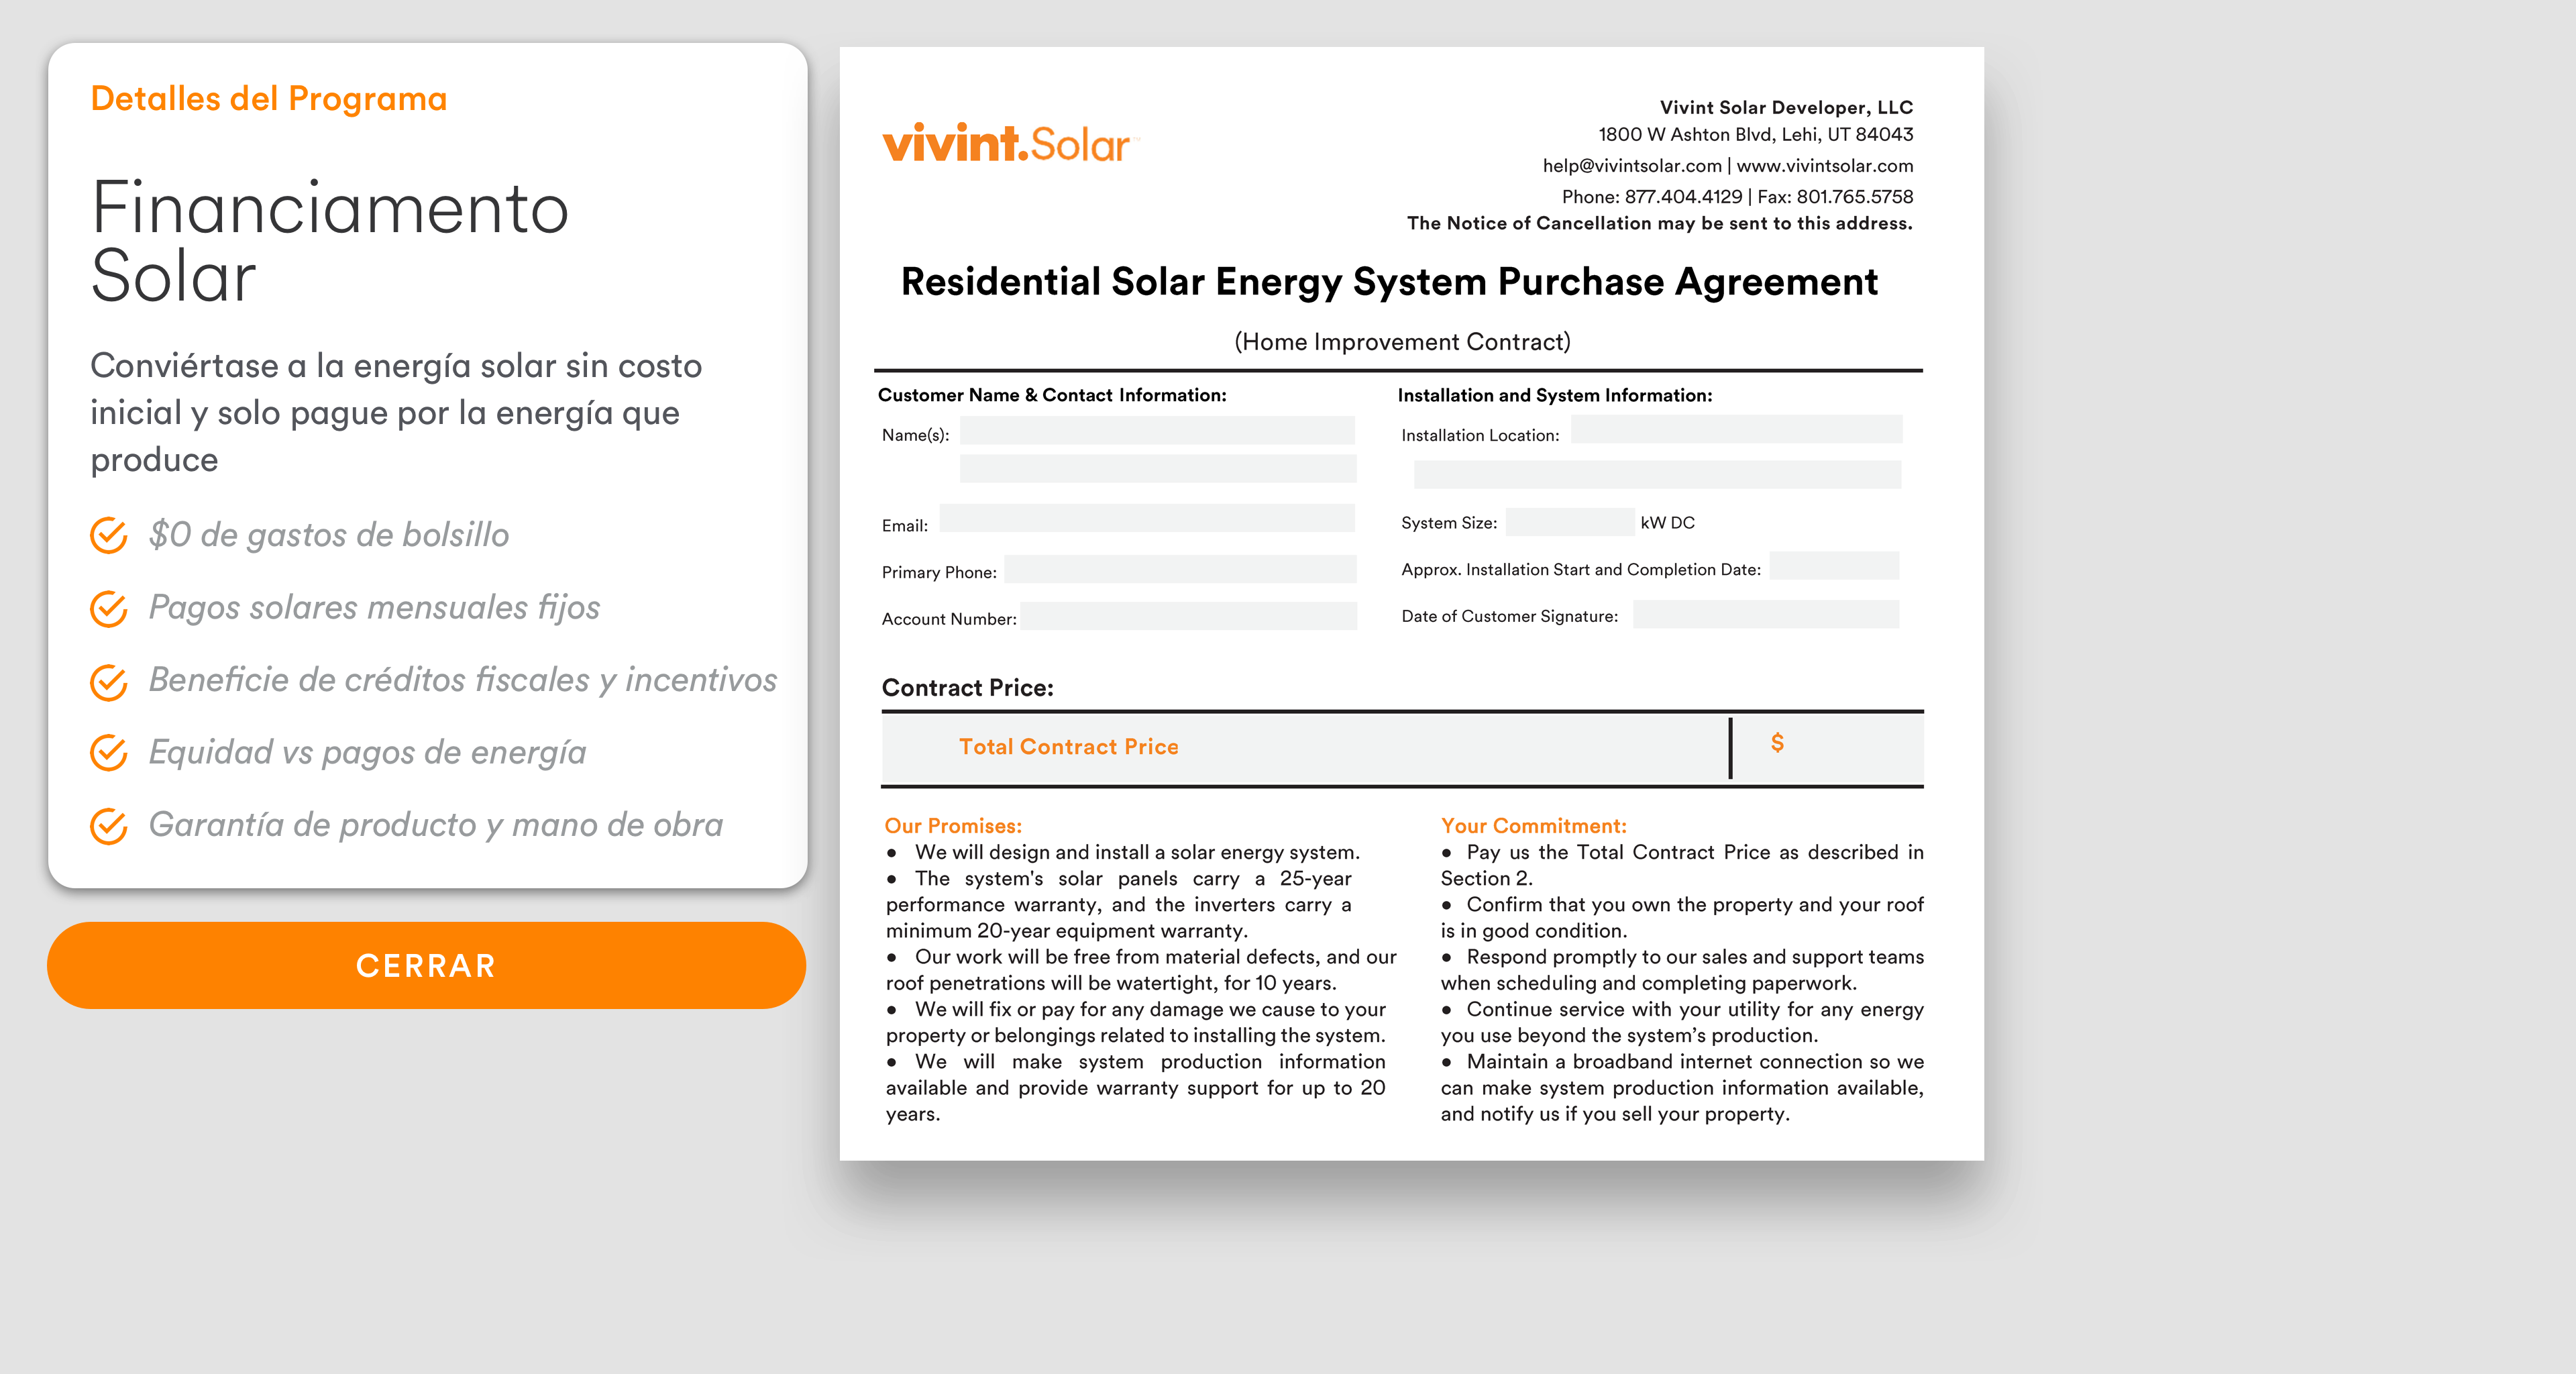 Detalles del Programa
Financiamento
Solar
Conviértase a la energía solar sin costo
inicial y solo pague por la energía que
produce
$0 de gastos de bolsillo
Pagos solares mensuales fijos
Beneficie de créditos fiscales y incentivos
Equidad vs pagos de energía
Garantía de producto y mano de obra
CERRAR
vivint.Solar
Vivint Solar Developer, LLC
1800 W Ashton Blvd, Lehi, UT 84043
help@vivintsolar.com | www.vivintsolar.com
Phone: 877.404.4129 | Fax: 801.765.5758
The Notice of Cancellation may be sent to this address.
Residential Solar Energy System Purchase Agreement
(Home Improvement Contract)
Customer Name & Contact Information:
Name(s):
Email:
Primary Phone:
Account Number:
Installation and System Information:
Installation Location:
System Size: kW DC
Approx. Installation Start and Completion Date:
Date of Customer Signature:
Contract Price:
Total Contract Price $
Our Promises:
● We will design and install a solar energy system.
● The system's solar panels carry a 25-year
performance warranty, and the inverters carry a
minimum 20-year equipment warranty.
● Our work will be free from material defects, and our
roof penetrations will be watertight, for 10 years.
● We will fix or pay for any damage we cause to your
property or belongings related to installing the system.
● We will make system production information
available and provide warranty support for up to 20
years.
Your Commitment:
● Pay us the Total Contract Price as described in
Section 2.
● Confirm that you own the property and your roof
is in good condition.
● Respond promptly to our sales and support teams
when scheduling and completing paperwork.
● Continue service with your utility for any energy
you use beyond the system’s production.
● Maintain a broadband internet connection so we
can make system production information available,
and notify us if you sell your property.